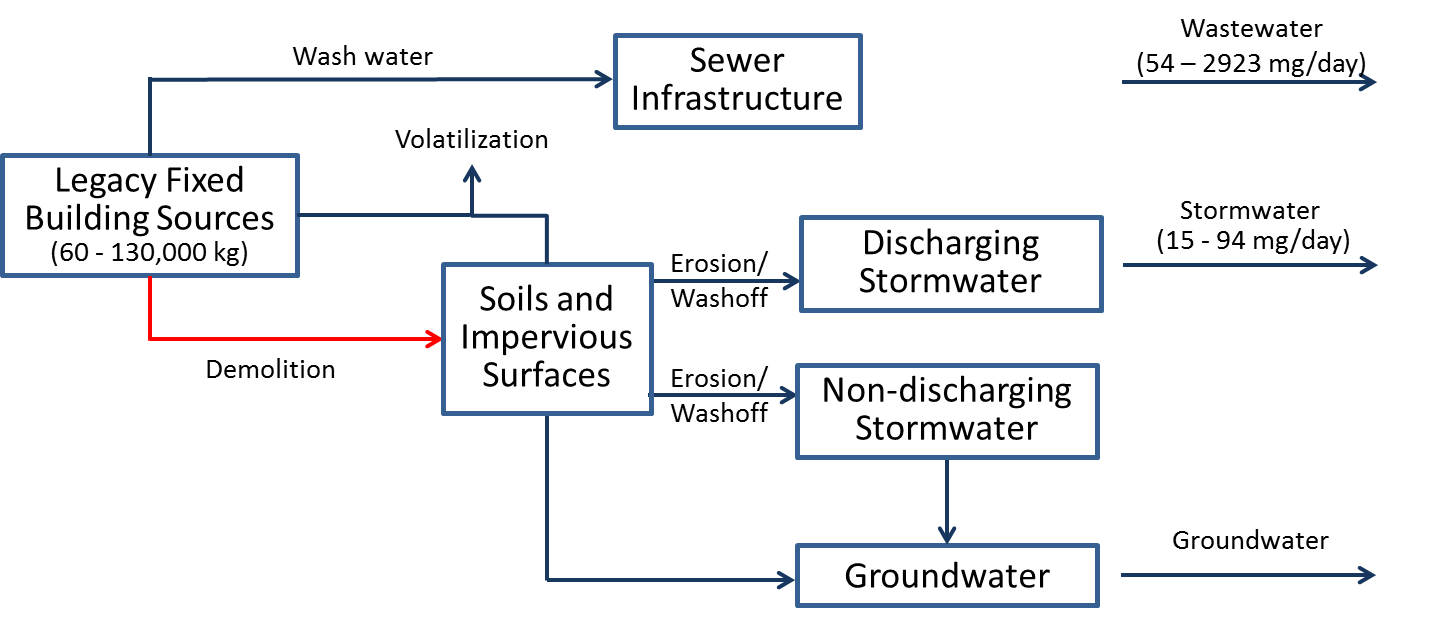 Wash water
Sewer
Infrastructure
Wastewater
(54 – 2923 mg/day)
Volatilization
Legacy Fixed
Building Sources
(60 - 130,000 kg)
Stormwater
(15 - 94 mg/day)
Discharging
Stormwater
Erosion/
Washoff
Soils and
Impervious
Surfaces
Demolition
Erosion/
Washoff
Non-discharging
Stormwater
Groundwater
Groundwater